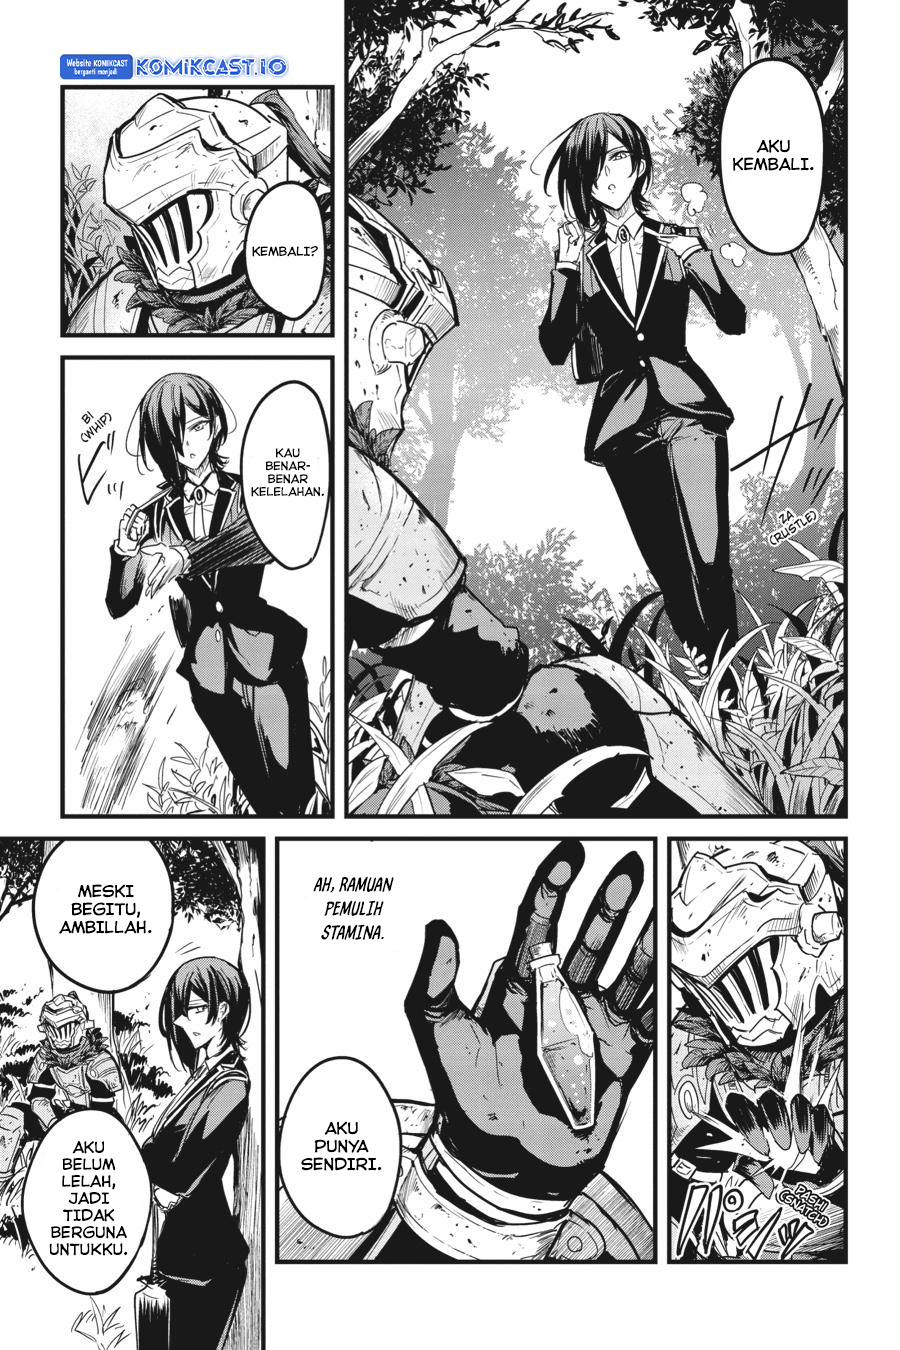 Website KOMIKCAST
berganti menjadi
KOMIKCAST.IO
AKU
KEMBALI.
ZA
(RUSTLE)
KEMBALI?
KAU
BENAR-
BENAR
KELELAHAN.
BI
(WHIP)
PASHI
(SNATCH)
AH, RAMUAN
PEMULIH
STAMINA.
AKU
PUNYA
SENDIRI.
MESKI
BEGITU,
AMBILLAH.
AKU
BELUM
LELAH,
JADI
TIDAK
BERGUNA
UNTUKKU.